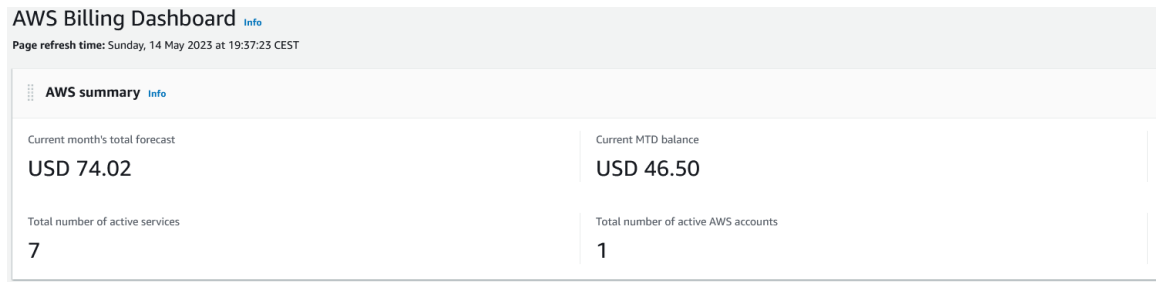 AWS Billing Dashboard Info
Page refresh time: Sunday, 14 May 2023 at 19:37:23 CEST
AWS summary Info
Current month's total forecast
USD 74.02
Current MTD balance
USD 46.50
Total number of active services
7
Total number of active AWS accounts
1